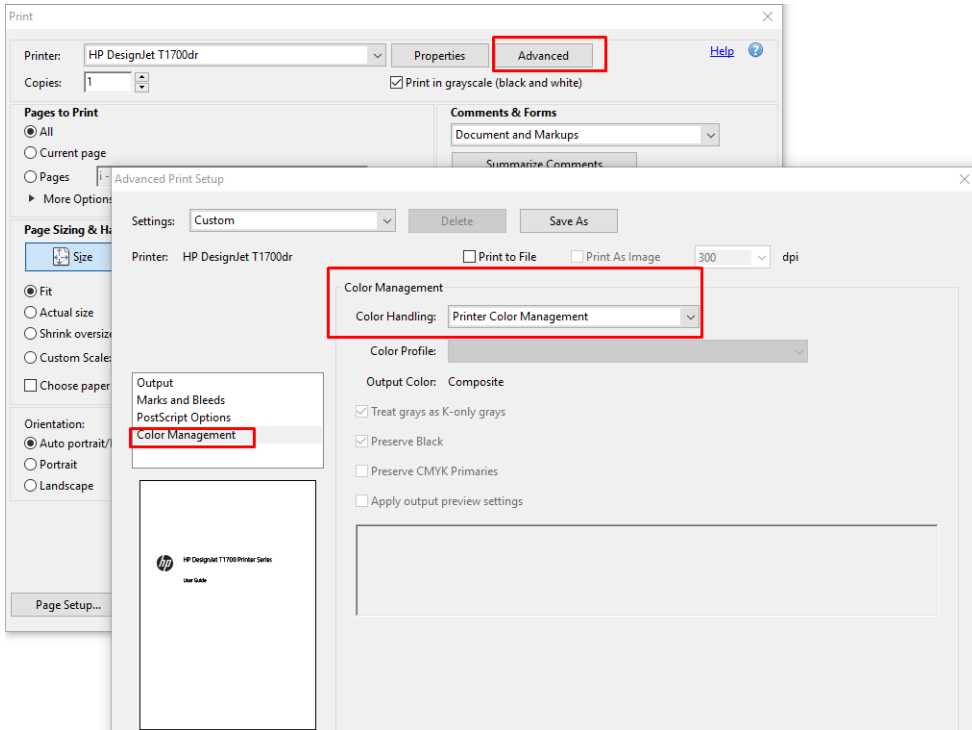 Print
Printer: HP DesignJet T1700dr Properties Advanced Help ?
Copies: 1 Print in grayscale (black and white)
Pages to Print
All
Current page
Pages i -
More Options
Comments & Forms
Document and Markups
Summarize Comments
Page Sizing & Ha
Size
Fit
Actual size
Shrink oversize
Custom Scale:
Choose paper
Orientation:
Auto portrait/l
Portrait
Landscape
Page Setup...
Advanced Print Setup
Settings: Custom Delete Save As
Printer: HP DesignJet T1700dr Print to File Print As Image 300 dpi
Color Management
Color Handling: Printer Color Management
Color Profile:
Output Color: Composite
Treat grays as K-only grays
Preserve Black
Preserve CMYK Primaries
Apply output preview settings
Output
Marks and Bleeds
PostScript Options
Color Management
hp HP DesignJet T1700 Printer Series
User Guide